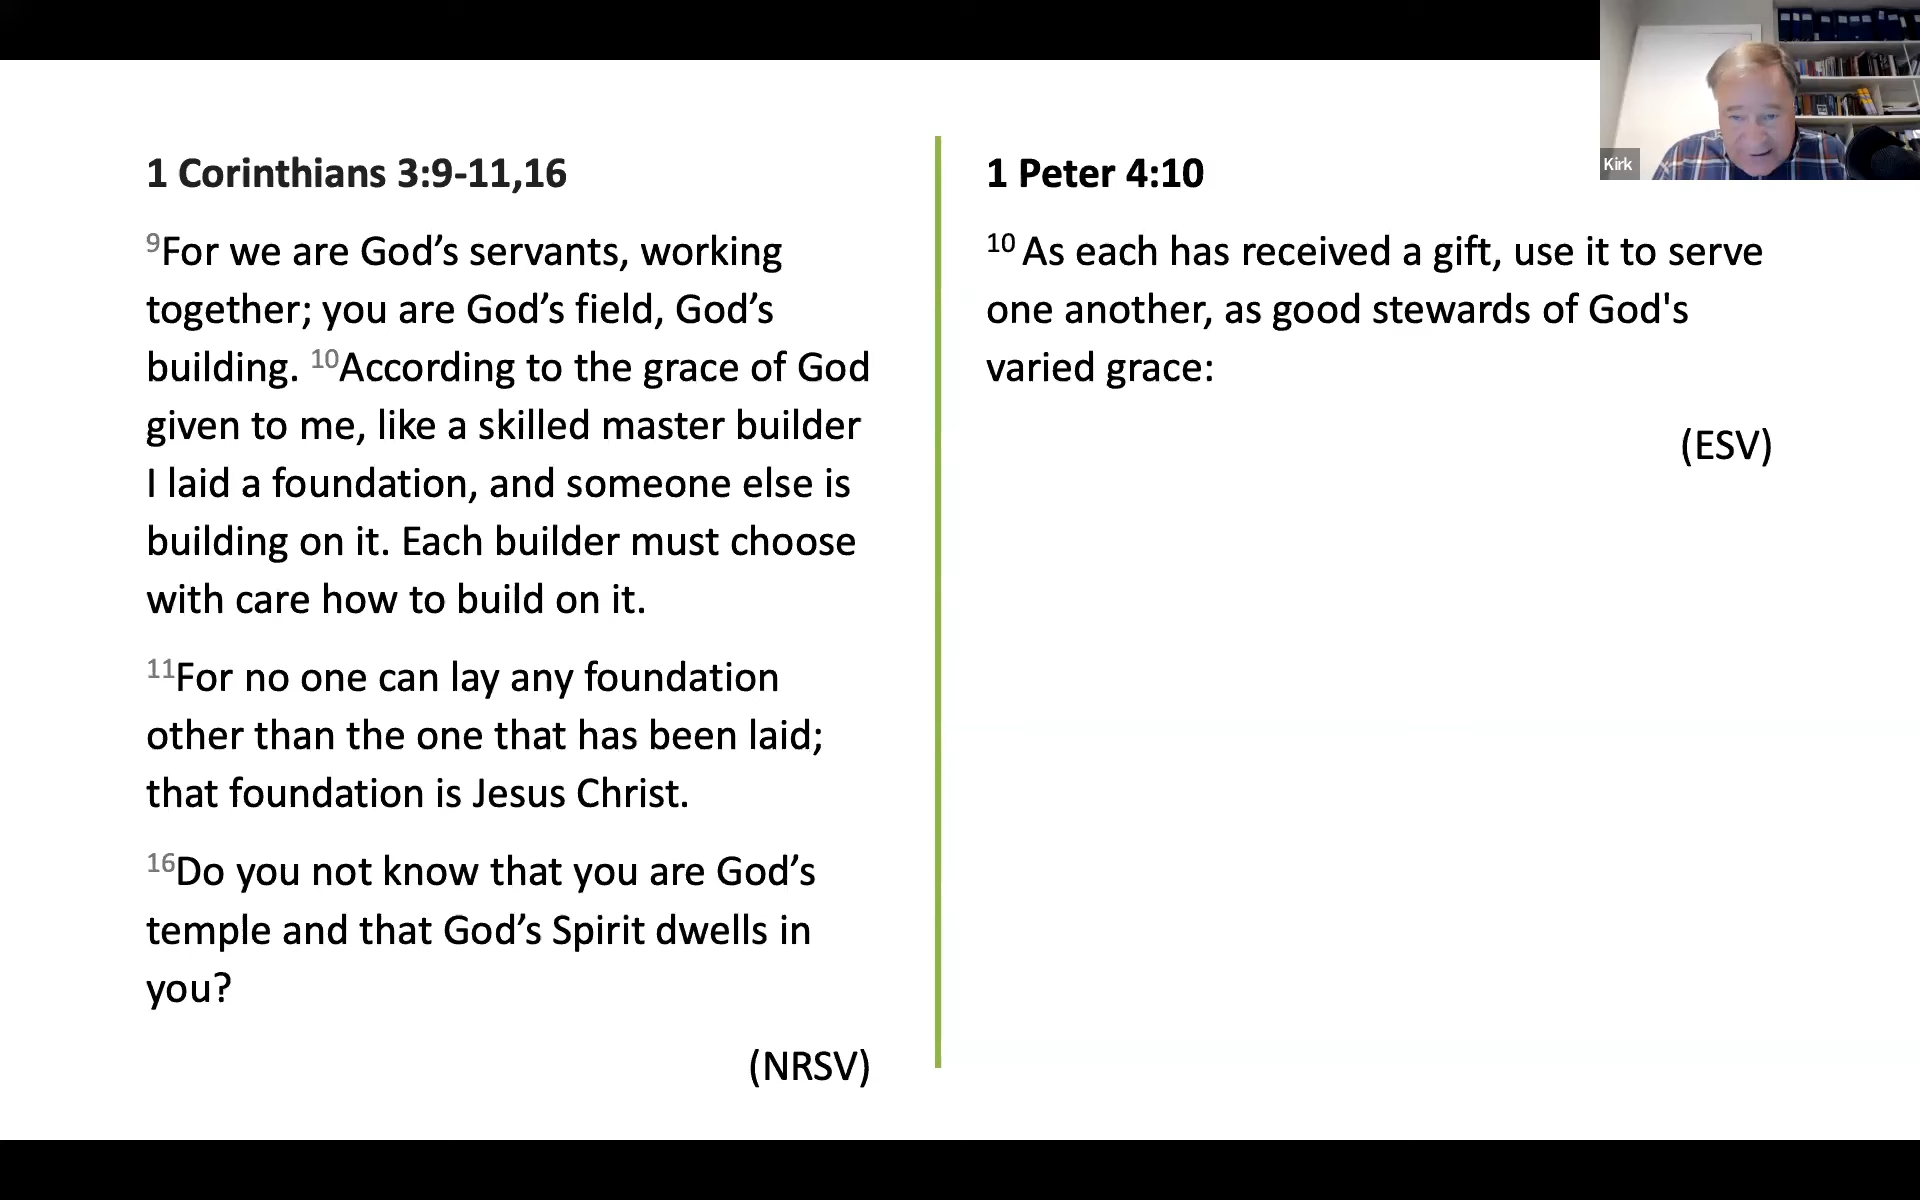 1 Corinthians 3:9-11,16
9For we are God’s servants, working
together; you are God’s field, God’s
building. 10According to the grace of God
given to me, like a skilled master builder
I laid a foundation, and someone else is
building on it. Each builder must choose
with care how to build on it.
11For no one can lay any foundation
other than the one that has been laid;
that foundation is Jesus Christ.
16Do you not know that you are God’s
temple and that God’s Spirit dwells in
you?
(NRSV)
1 Peter 4:10
10 As each has received a gift, use it to serve
one another, as good stewards of God's
varied grace:
(ESV)
Kirk